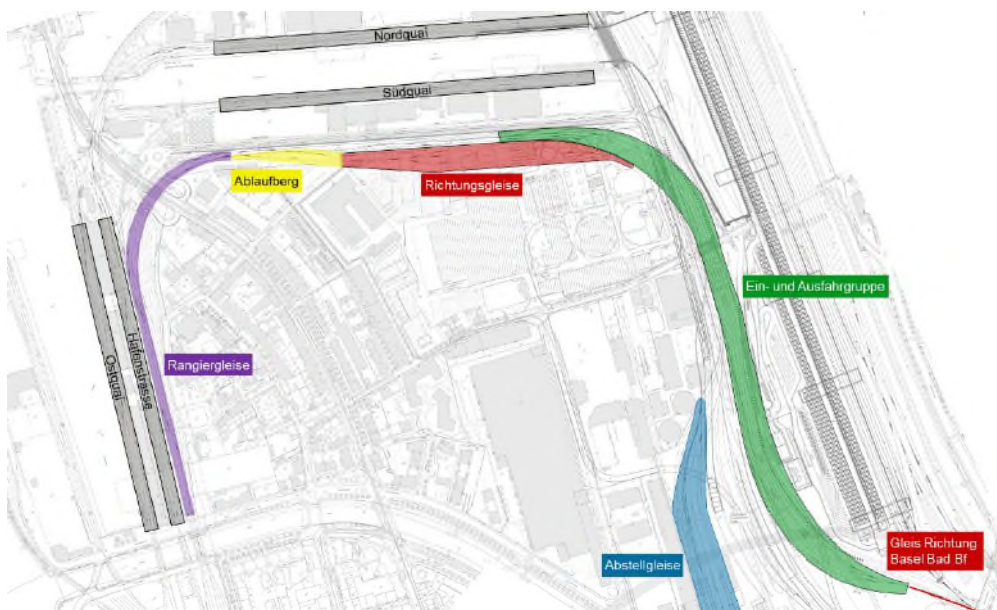 Nordquai
Südquai
Ablaufberg
Richtungsgleise
Ein- und Ausfahrgruppe
Rangiergleise
Hafenstrasse
Ostquai
Abstellgleise
Gleis Richtung
Basel Bad Bf